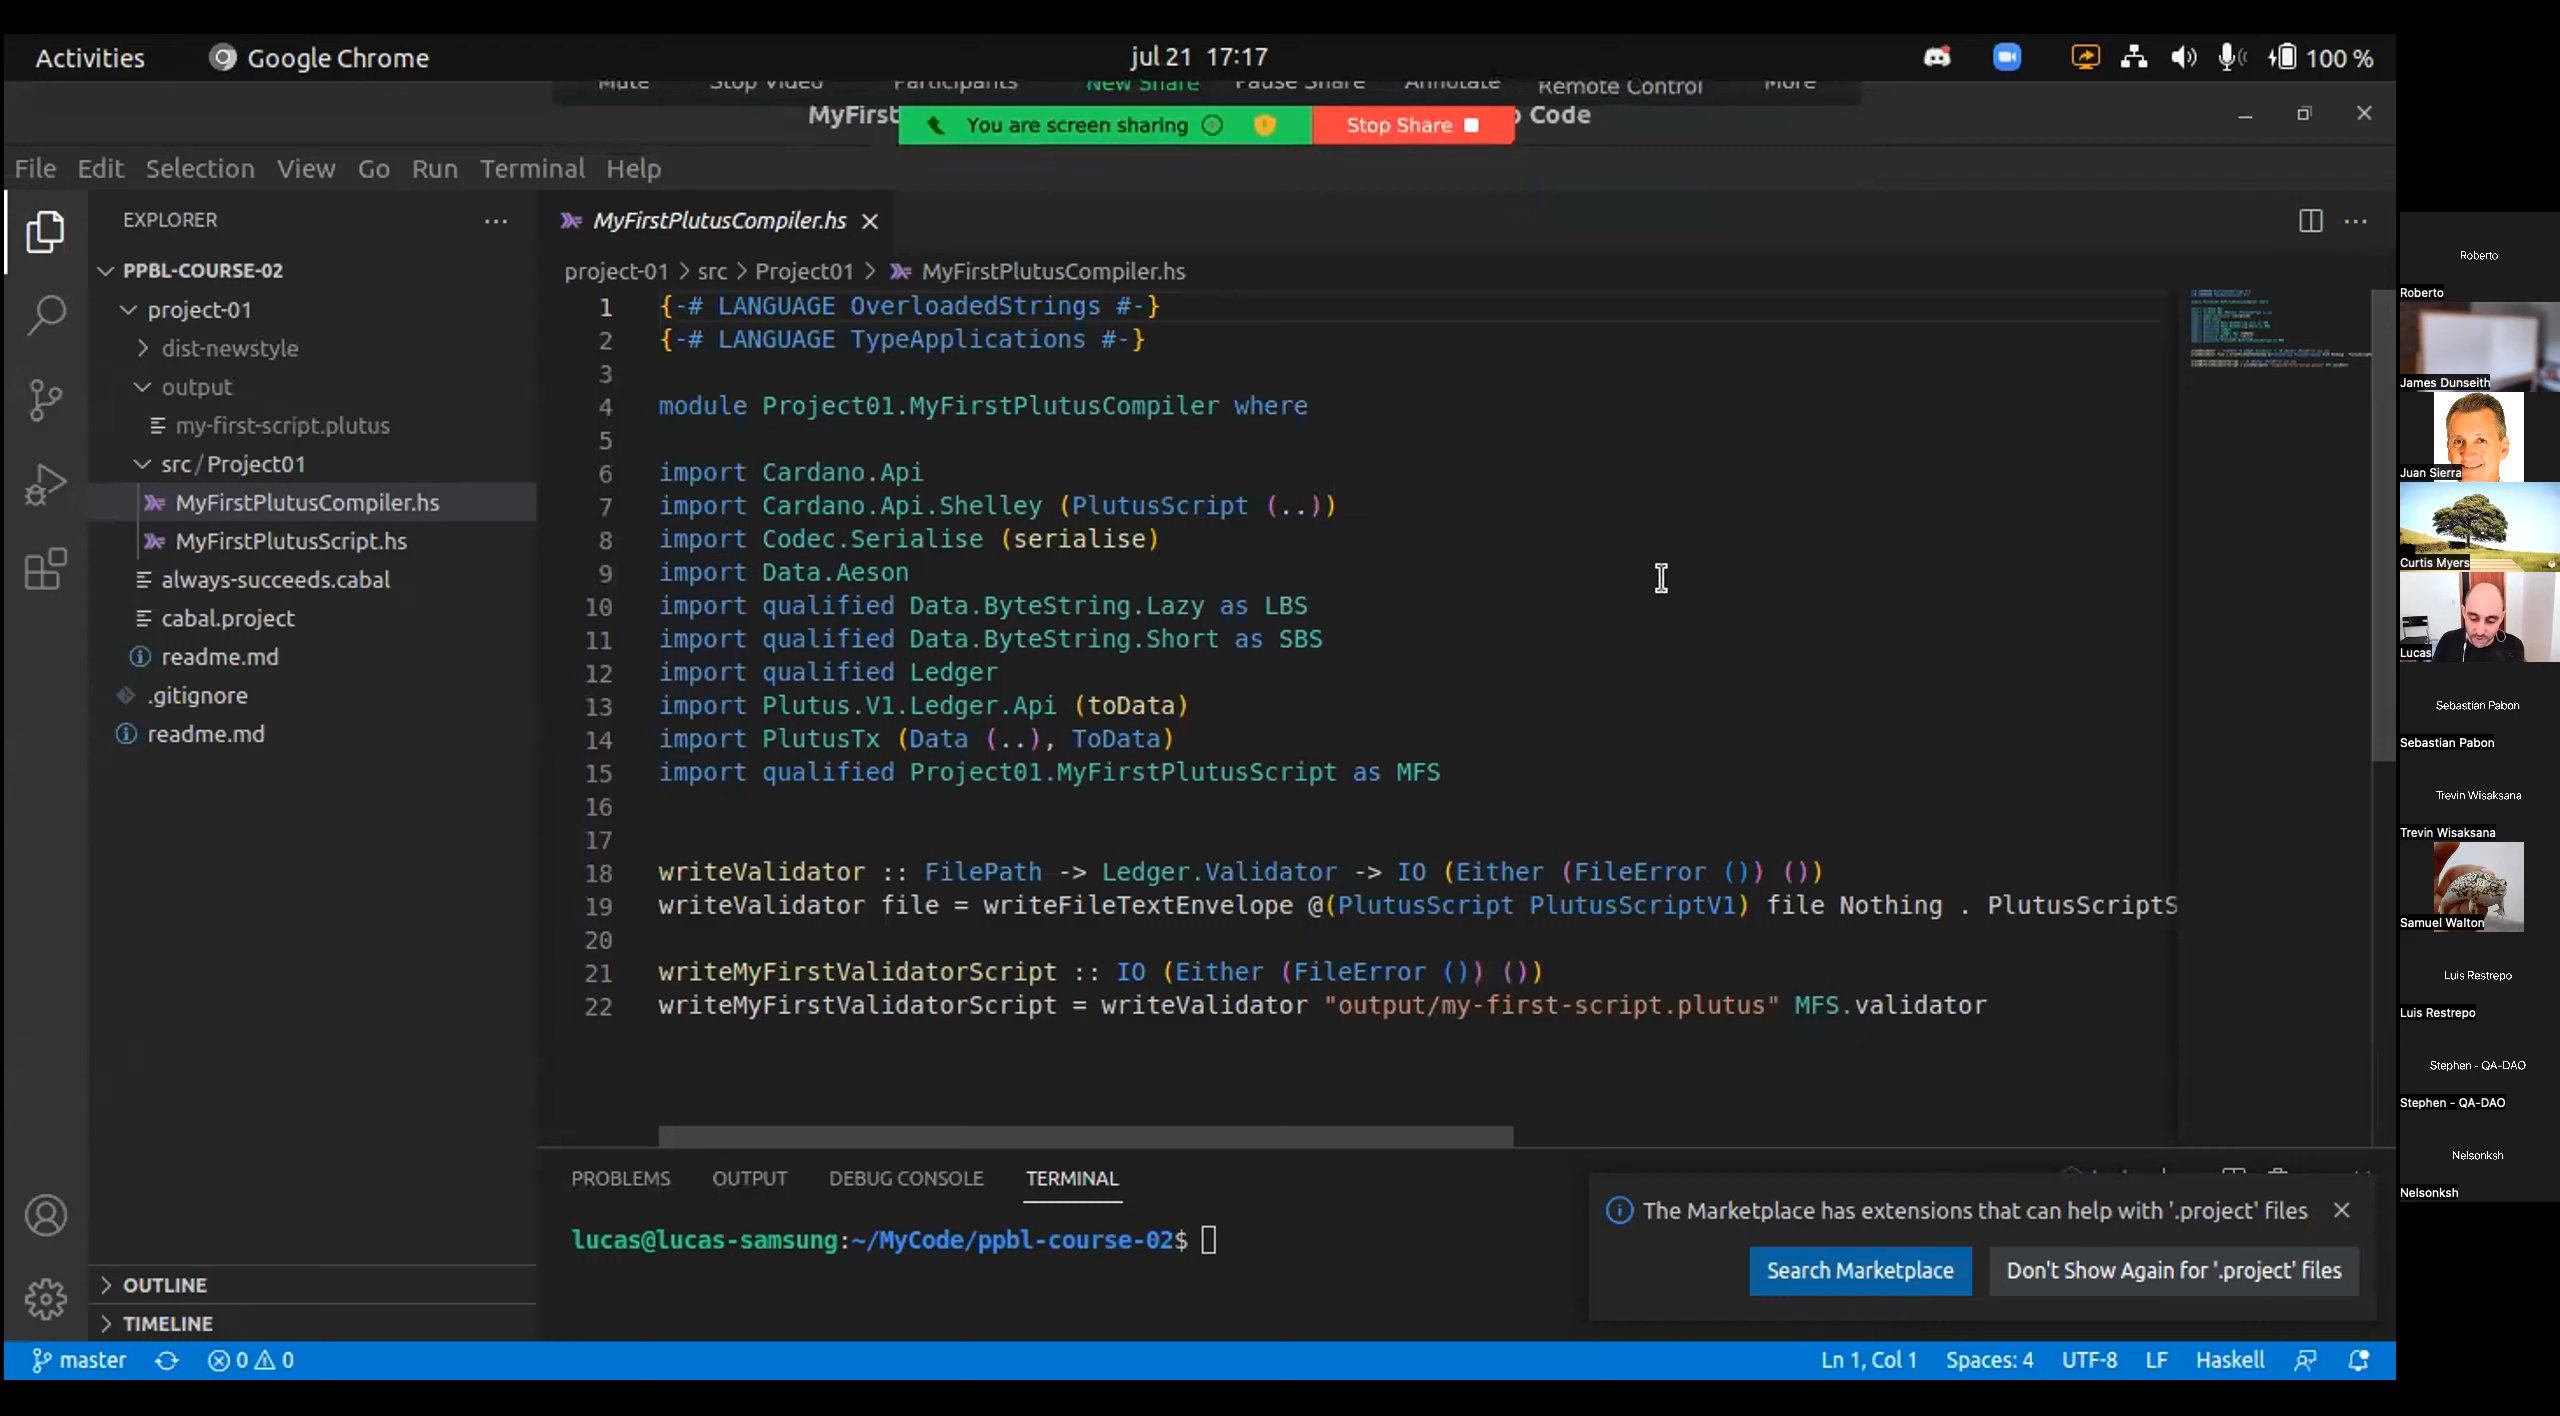 Activities Google Chrome jul 21 17:17 100 %
Mute Stop Video Participants New Share Pause Share Annotate Remote Control More
MyFirst You are screen sharing Stop Share Code
File Edit Selection View Go Run Terminal Help
EXPLORER
PPBL-COURSE-02
project-01
dist-newstyle
output
my-first-script.plutus
src/Project01
MyFirstPlutusCompiler.hs
MyFirstPlutusScript.hs
always-succeeds.cabal
cabal.project
readme.md
.gitignore
readme.md
OUTLINE
TIMELINE
MyFirstPlutusCompiler.hs
project-01 > src > Project01 > MyFirstPlutusCompiler.hs
1 {-# LANGUAGE OverloadedStrings #-}
2 {-# LANGUAGE TypeApplications #-}
3
4 module Project01.MyFirstPlutusCompiler where
5
6 import Cardano.Api
7 import Cardano.Api.Shelley (PlutusScript (..))
8 import Codec.Serialise (serialise)
9 import Data.Aeson
10 import qualified Data.ByteString.Lazy as LBS
11 import qualified Data.ByteString.Short as SBS
12 import qualified Ledger
13 import Plutus.V1.Ledger.Api (toData)
14 import PlutusTx (Data (..), ToData)
15 import qualified Project01.MyFirstPlutusScript as MFS
16
17
18 writeValidator :: FilePath -> Ledger.Validator -> IO (Either (FileError ()) ())
19 writeValidator file = writeFileTextEnvelope @(PlutusScript PlutusScriptV1) file Nothing . PlutusScriptS
20
21 writeMyFirstValidatorScript :: IO (Either (FileError ()) ())
22 writeMyFirstValidatorScript = writeValidator "output/my-first-script.plutus" MFS.validator
PROBLEMS OUTPUT DEBUG CONSOLE TERMINAL
lucas@lucas-samsung:~/MyCode/ppbl-course-02$
The Marketplace has extensions that can help with '.project' files
Search Marketplace Don't Show Again for '.project' files
master 0 0 Ln 1, Col 1 Spaces: 4 UTF-8 LF Haskell
Roberto
Roberto
James Dunseith
Juan Sierra
Curtis Myers
Lucas
Sebastian Pabon
Sebastian Pabon
Trevin Wisaksana
Trevin Wisaksana
Samuel Walton
Luis Restrepo
Luis Restrepo
Stephen - QA-DAO
Stephen - QA-DAO
Nelsonksh
Nelsonksh